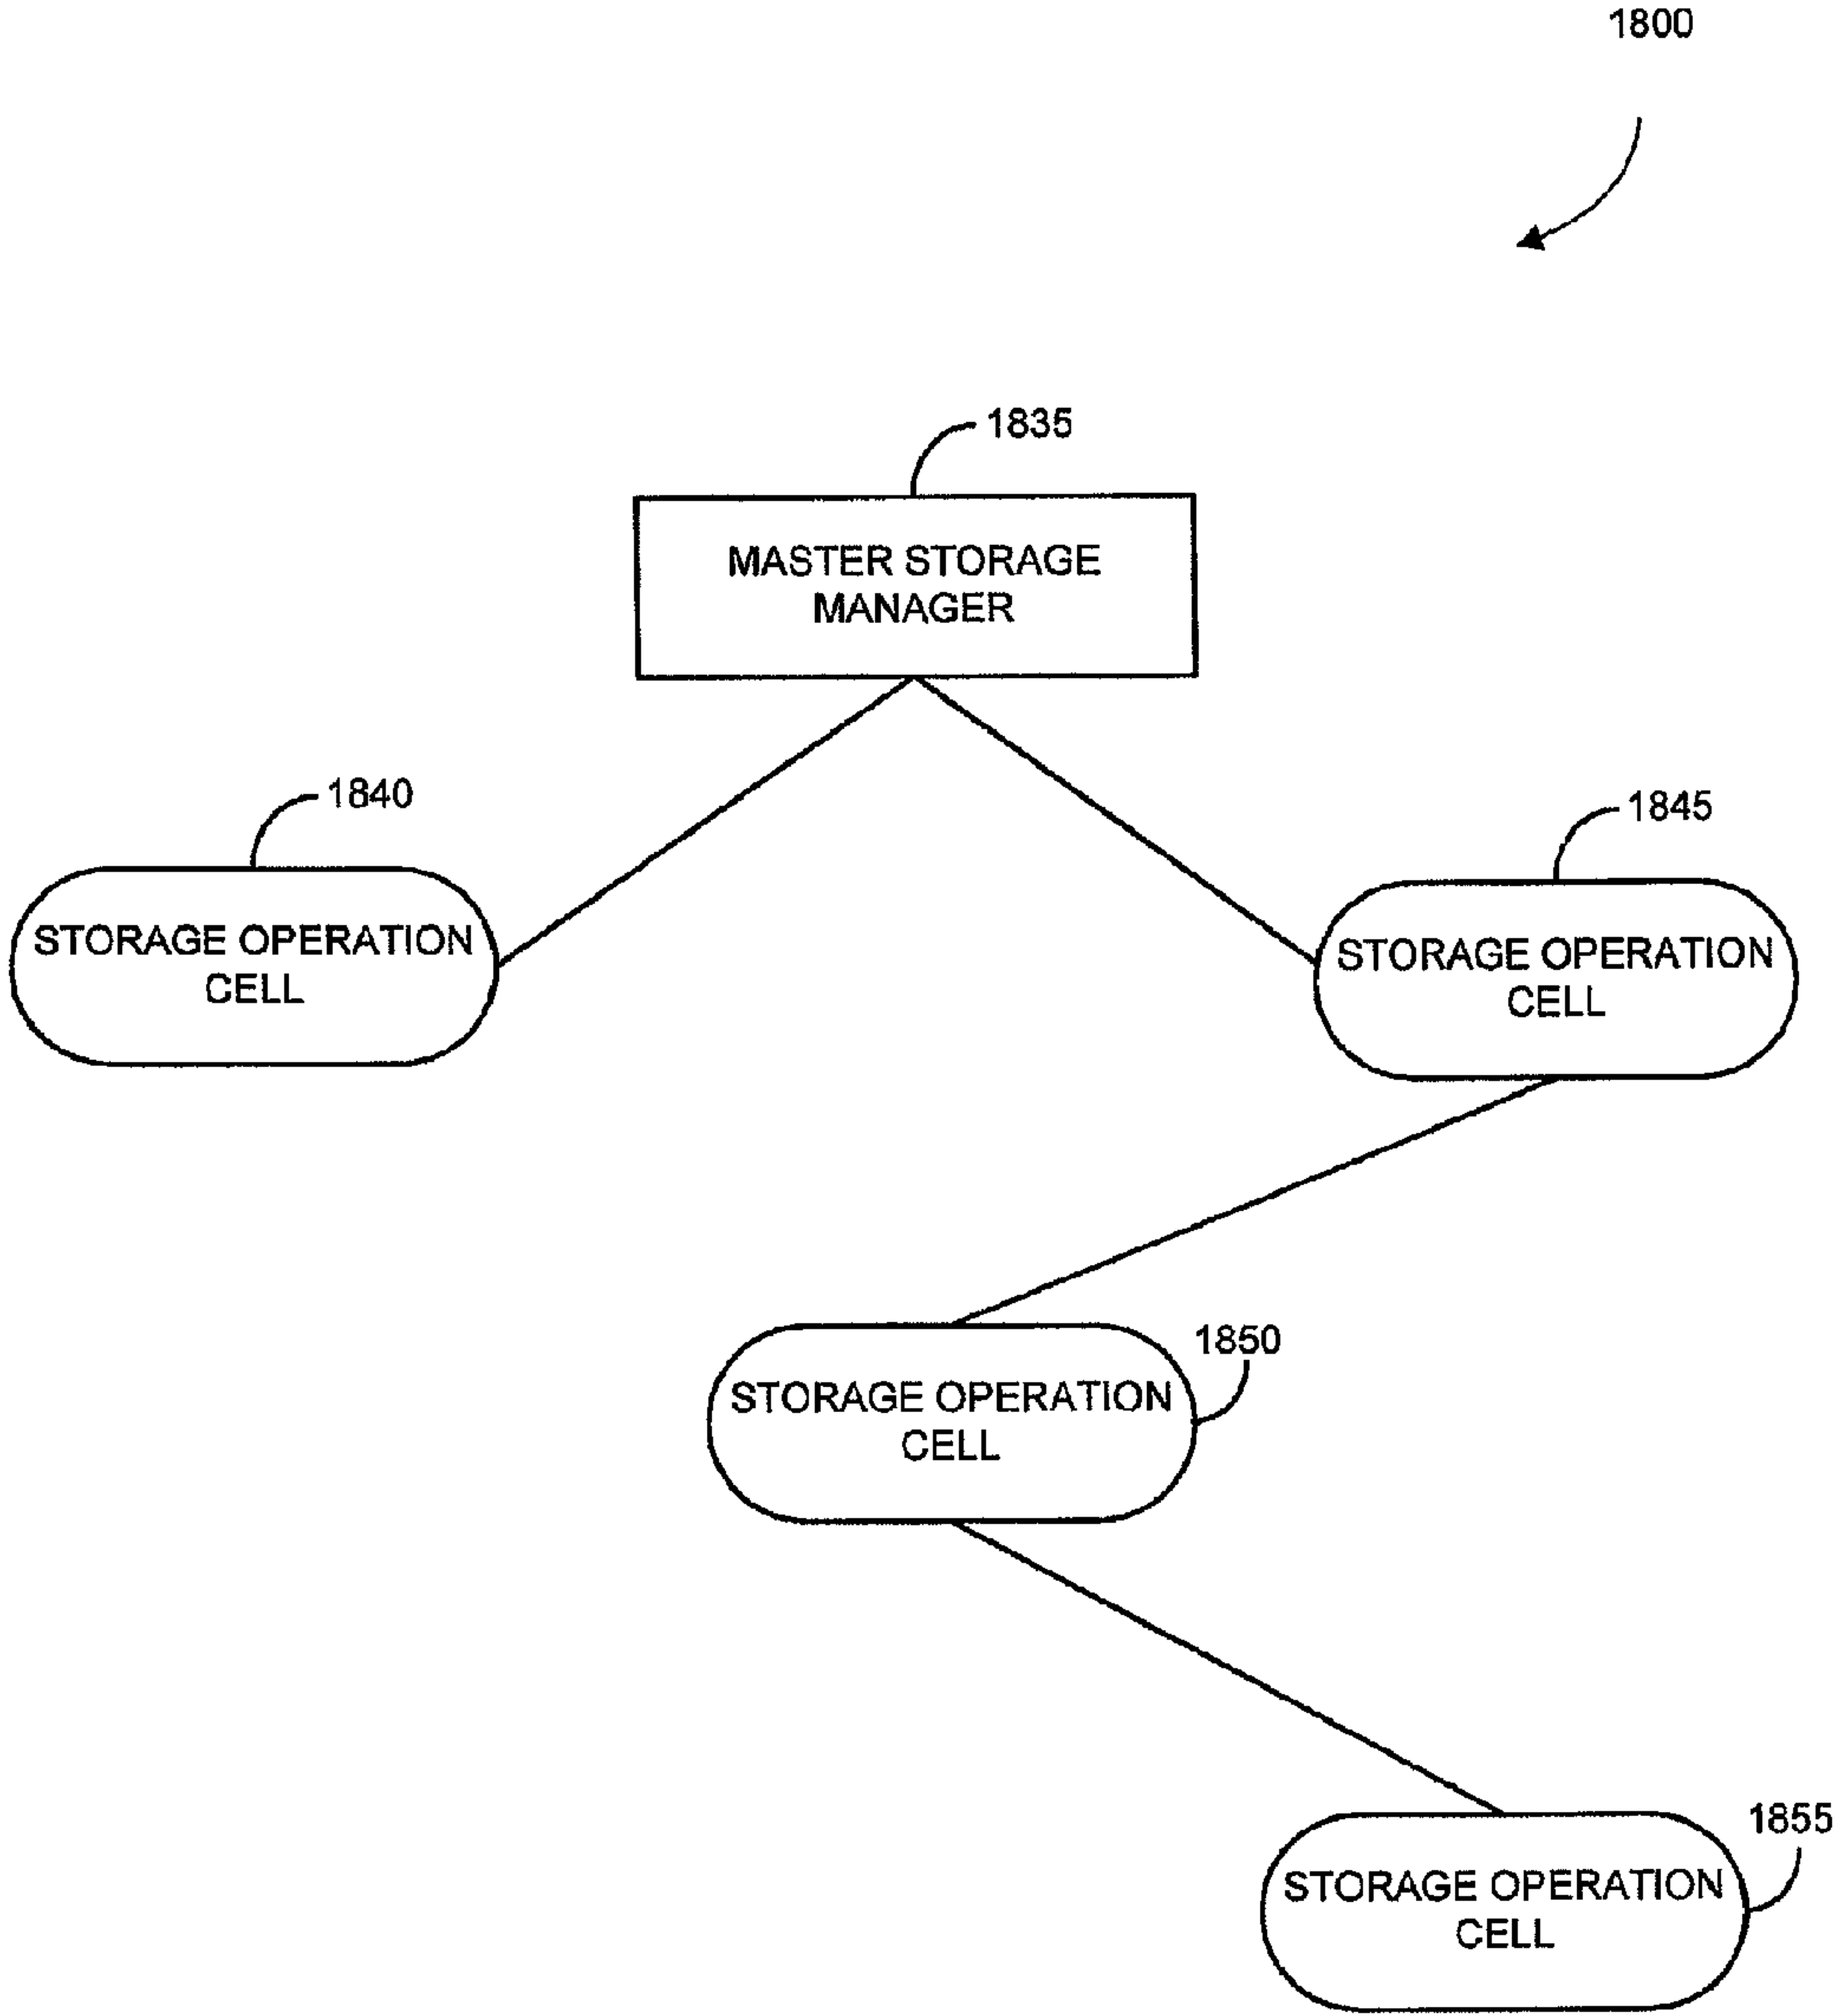 1800
1835
MASTER STORAGE
MANAGER
1840
1845
STORAGE OPERATION
CELL
STORAGE OPERATION
CELL
1850
STORAGE OPERATION
CELL
1855
STORAGE OPERATION
CELL